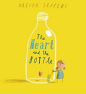 OLIVER JEFFERS
The
Heart
and the
BOTTLE